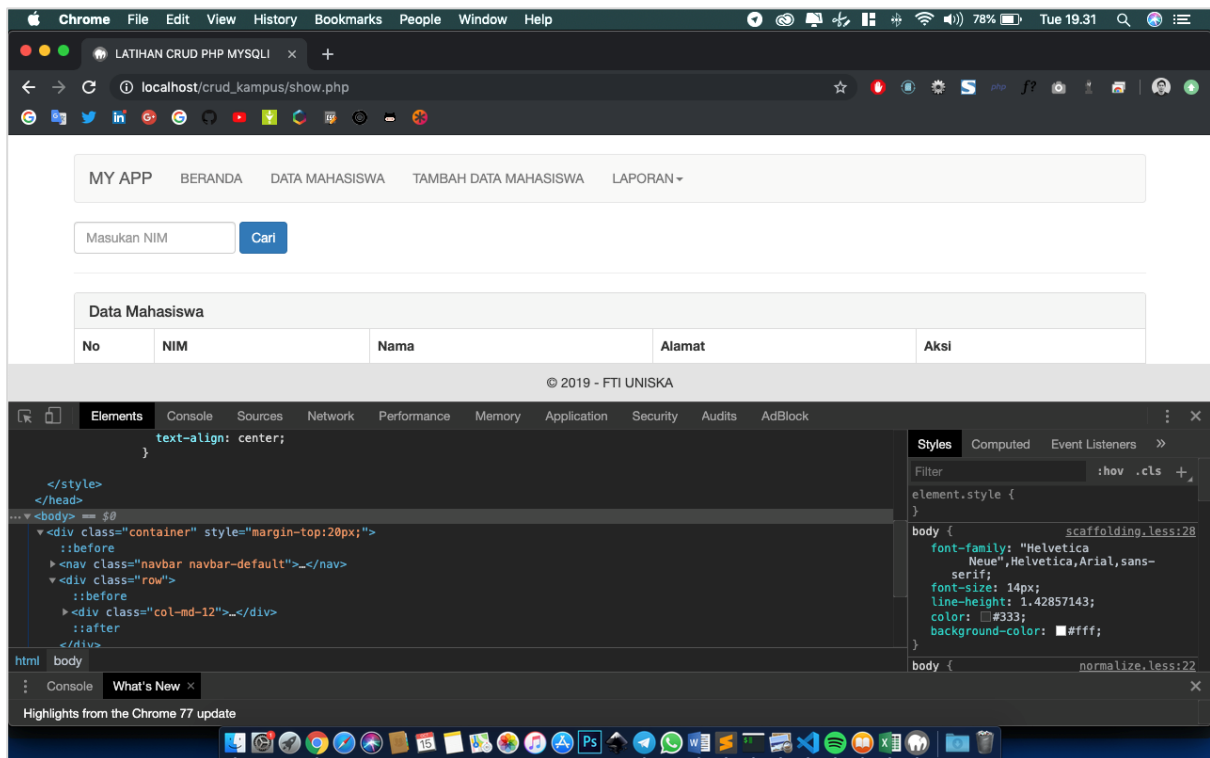 Chrome File Edit View History Bookmarks People Window Help 78% Tue 19.31
LATIHAN CRUD PHP MYSQLI
localhost/crud_kampus/show.php
php f?
MY APP BERANDA DATA MAHASISWA TAMBAH DATA MAHASISWA LAPORAN
Masukan NIM Cari
Data Mahasiswa
No NIM Nama Alamat Aksi
© 2019 - FTI UNISKA
Elements Console Sources Network Performance Memory Application Security Audits AdBlock
text-align: center;
}
</style>
</head>
... <body> == $0
<div class="container" style="margin-top:20px;">
::before
<nav class="navbar navbar-default">…</nav>
<div class="row">
::before
<div class="col-md-12">…</div>
::after
</div>
html body
Styles Computed Event Listeners »
Filter :hov .cls +
element.style {
}
body { scaffolding.less:28
font-family: "Helvetica
Neue",Helvetica,Arial,sans-
serif;
font-size: 14px;
line-height: 1.42857143;
color: #333;
background-color: #fff;
}
body { normalize.less:22
Console What's New
Highlights from the Chrome 77 update
15 Ps